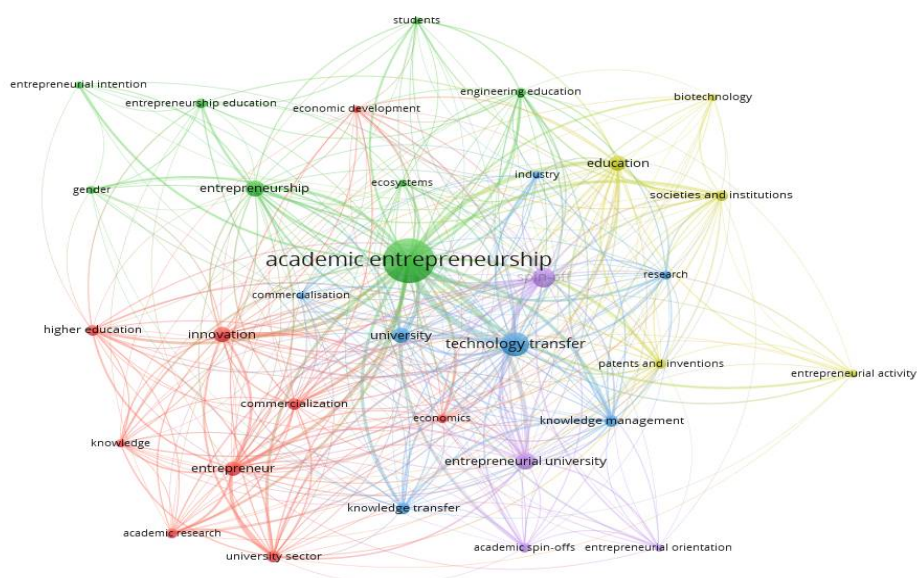 students
entrepreneurial intention
engineering education
biotechnology
entrepreneurship education
economic development
education
industry
ecosystems
entrepreneurship
gender
societies and institutions
academic entrepreneurship
research
commercialisation
higher education
innovation
university
technology transfer
patents and inventions
entrepreneurial activity
commercialization
economics
knowledge management
knowledge
entrepreneur
entrepreneurial university
knowledge transfer
academic research
university sector
academic spin-offs
entrepreneurial orientation